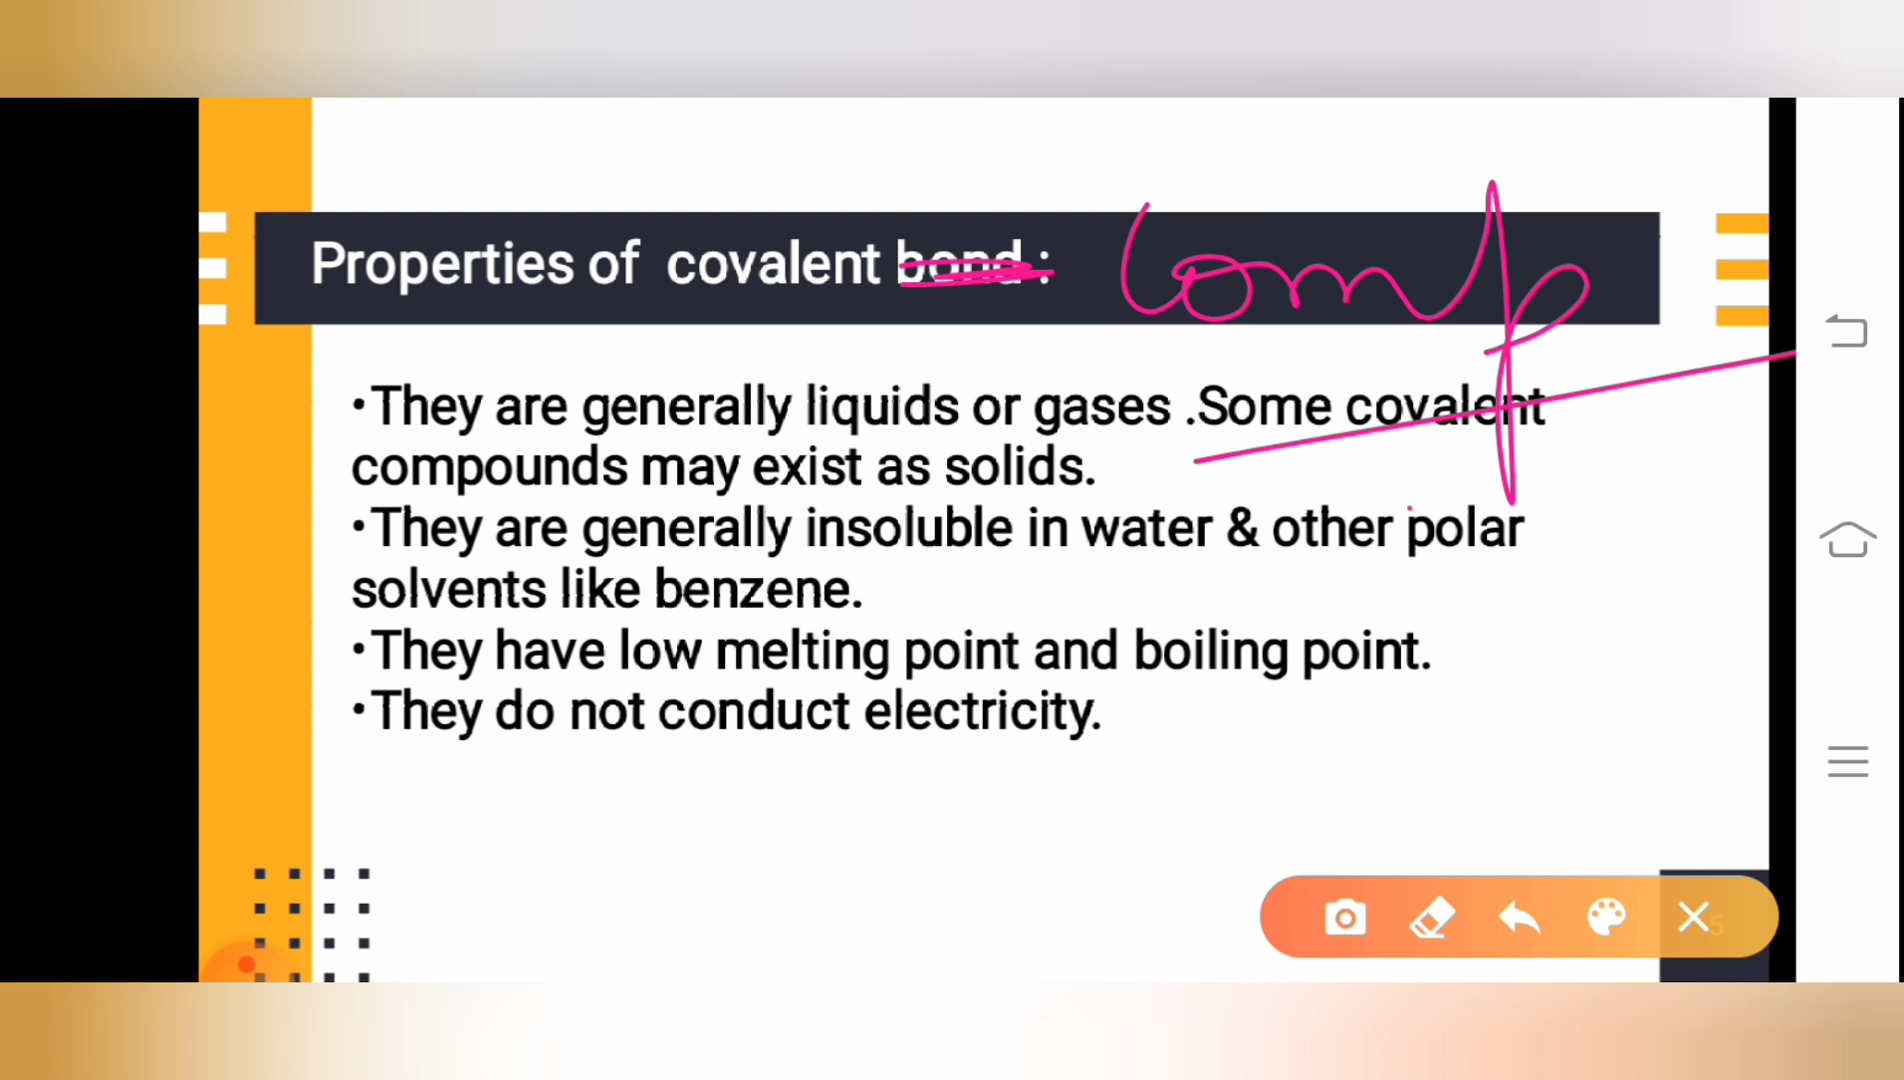 Properties of covalent bond : Comp
•They are generally liquids or gases .Some covalent
compounds may exist as solids.
•They are generally insoluble in water & other polar
solvents like benzene.
•They have low melting point and boiling point.
•They do not conduct electricity.
5